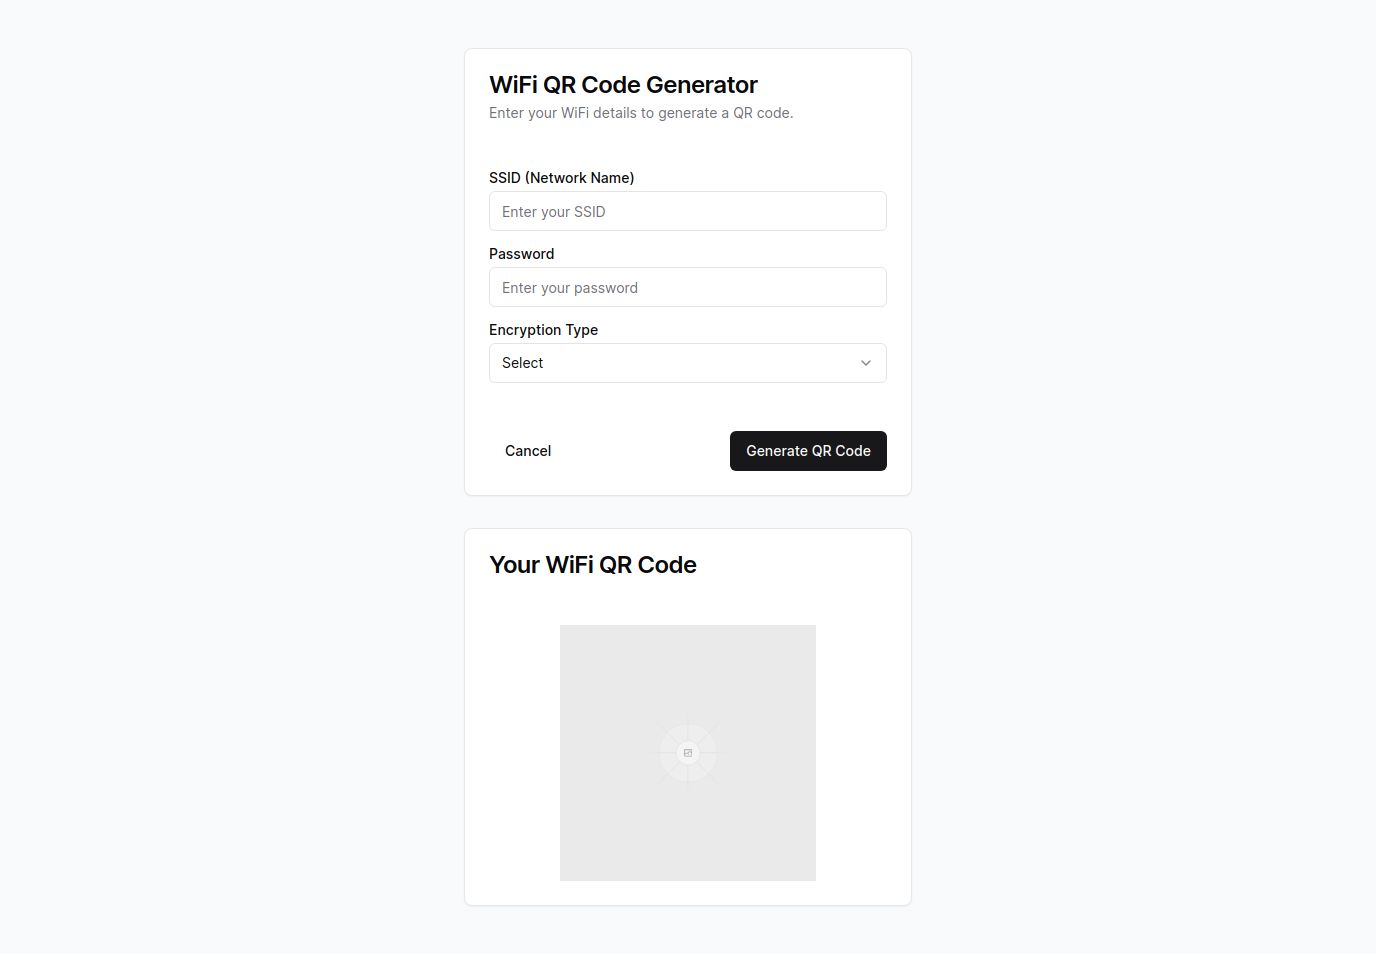 WiFi QR Code Generator
Enter your WiFi details to generate a QR code.
SSID (Network Name)
Enter your SSID
Password
Enter your password
Encryption Type
Select
Cancel
Generate QR Code
Your WiFi QR Code